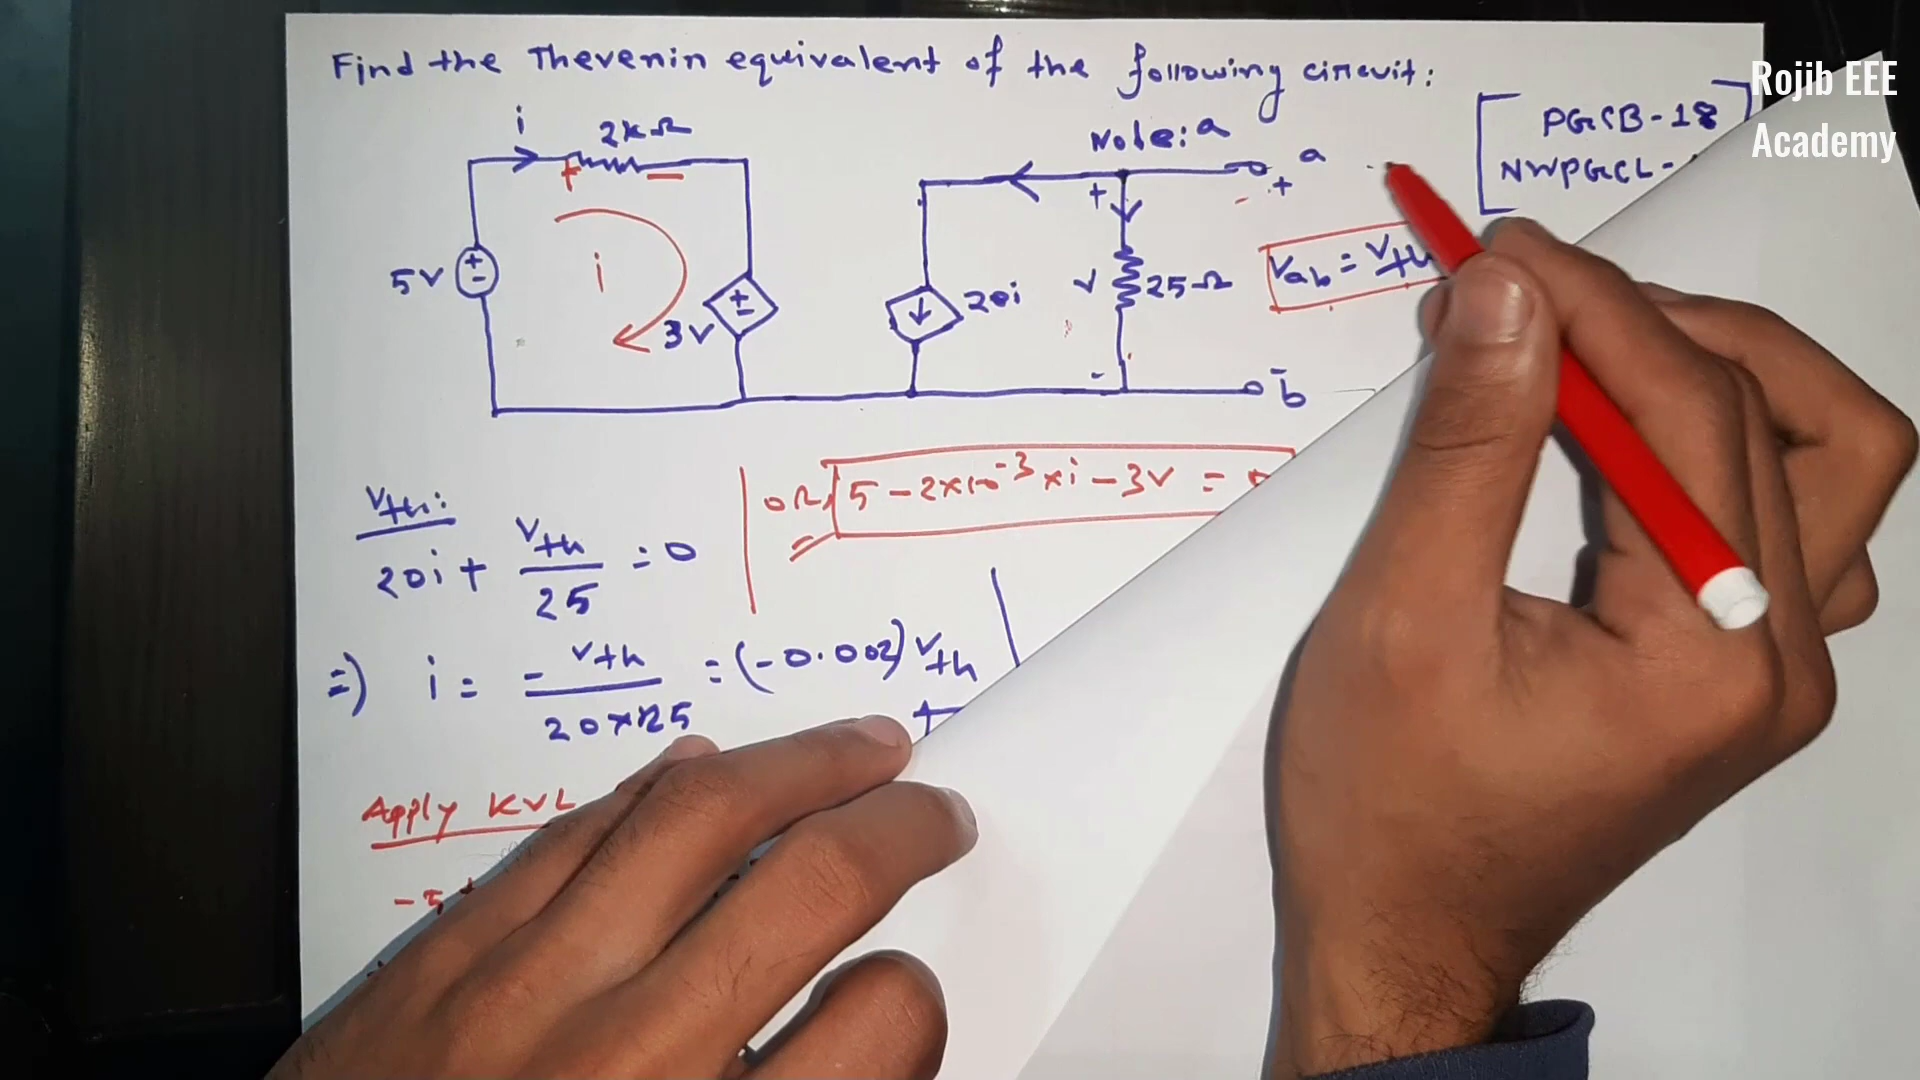 Find the Thevenin equivalent of the following circuit:
Rojib EEE
Academy
PGCB-18
NWPGCL-
i
2kΩ
Node: a
a
+ -
+
+
5V
+
-
i
3V
+
-
20i
V
25Ω
Vab = Vth
-
-
b
Vth:
20i + Vth/25 = 0
OR, 5 - 2×10^-3 × i - 3V =
=> i = - Vth/20×25 = (-0.002) Vth
Apply KVL
-5